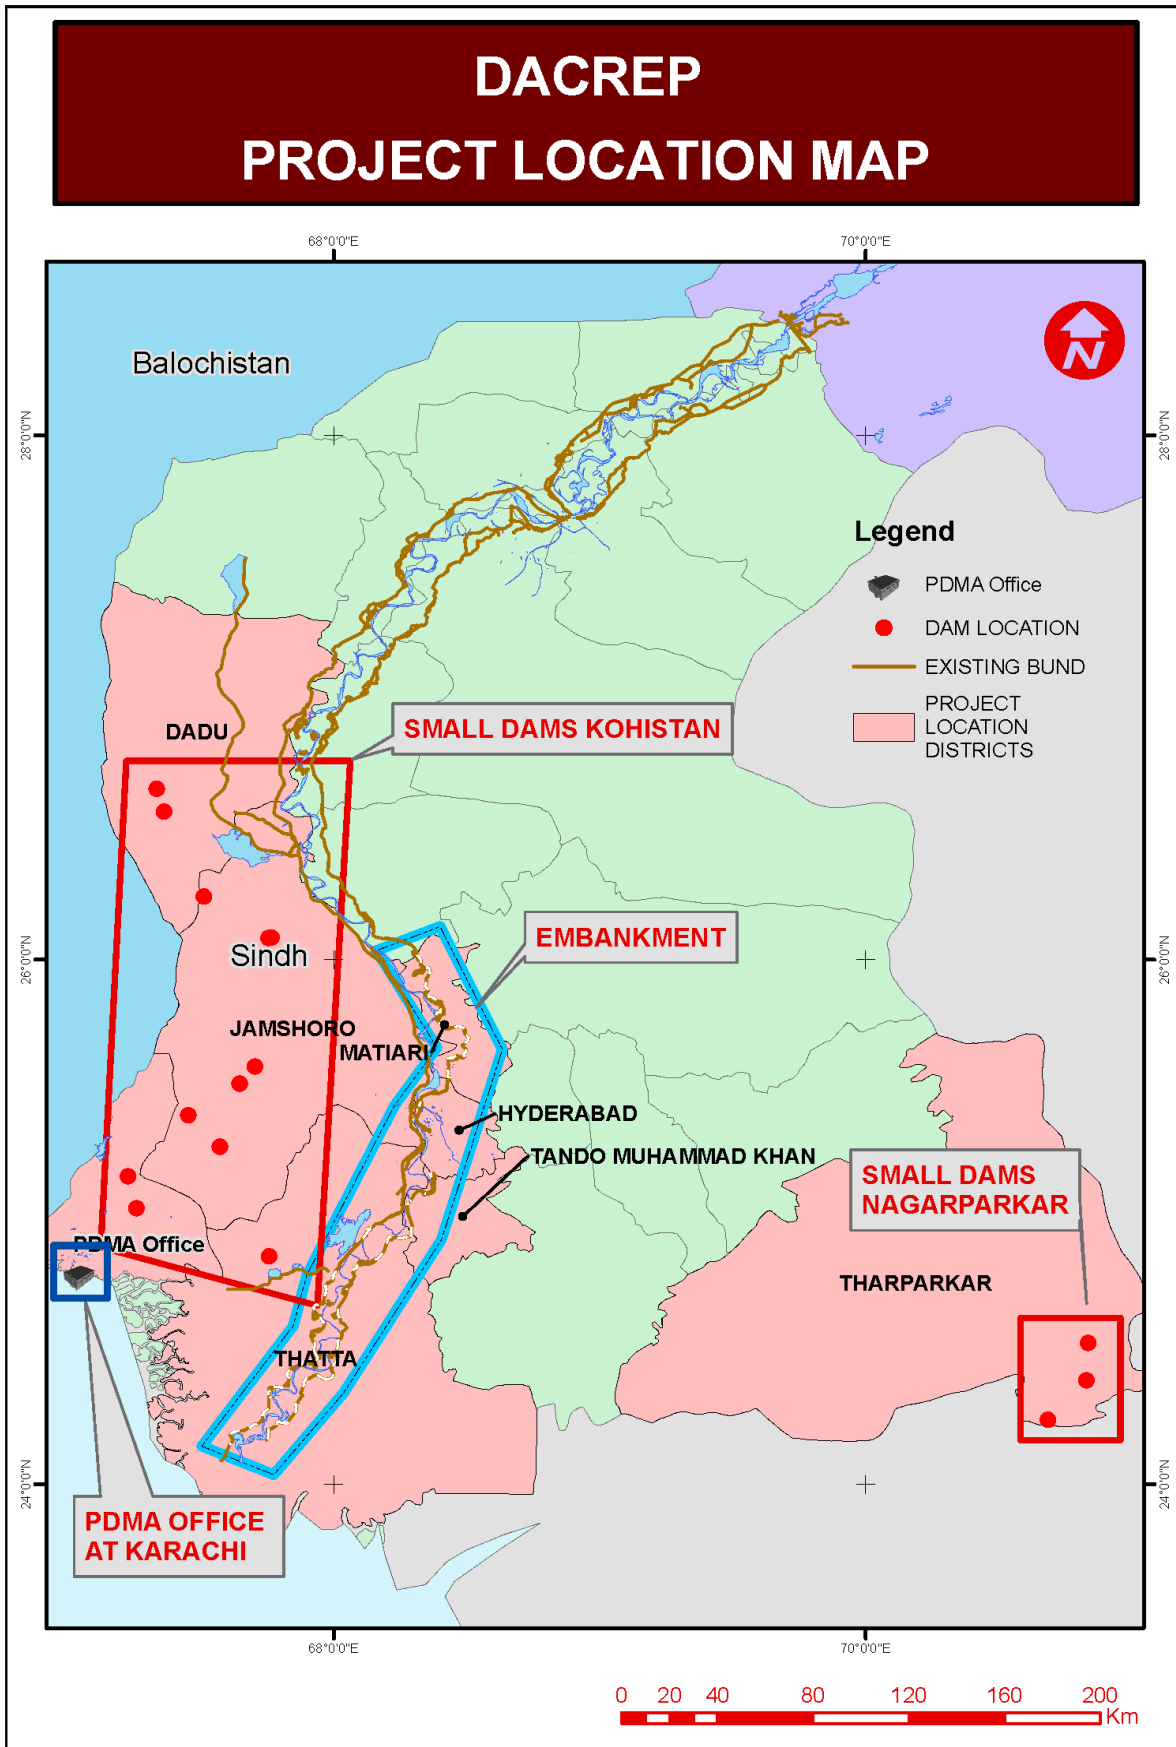 DACREP
PROJECT LOCATION MAP
68°0'0"E
70°0'0"E
Balochistan
N
28°0'0"N
28°0'0"N
Legend
PDMA Office
DAM LOCATION
EXISTING BUND
PROJECT
LOCATION
DISTRICTS
DADU
SMALL DAMS KOHISTAN
EMBANKMENT
Sindh
26°0'0"N
26°0'0"N
JAMSHORO
MATIARI
HYDERABAD
TANDO MUHAMMAD KHAN
SMALL DAMS
NAGARPARKAR
PDMA Office
THARPARKAR
THATTA
24°0'0"N
24°0'0"N
PDMA OFFICE
AT KARACHI
68°0'0"E
70°0'0"E
0 20 40 80 120 160 200
Km